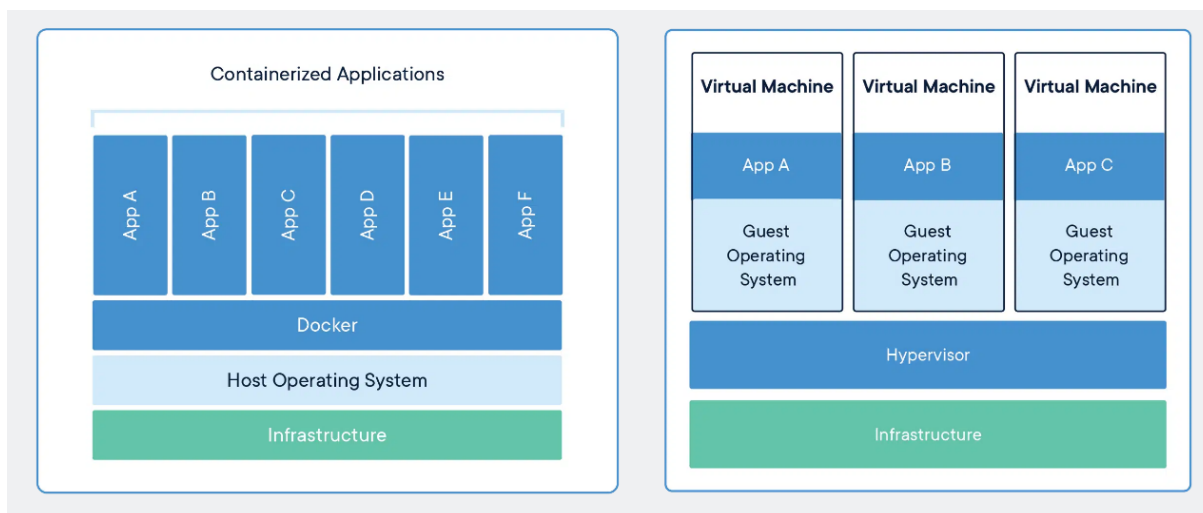 Containerized Applications
App A
App B
App C
App D
App E
App F
Docker
Host Operating System
Infrastructure
Virtual Machine
App A
Guest
Operating
System
Virtual Machine
App B
Guest
Operating
System
Virtual Machine
App C
Guest
Operating
System
Hypervisor
Infrastructure